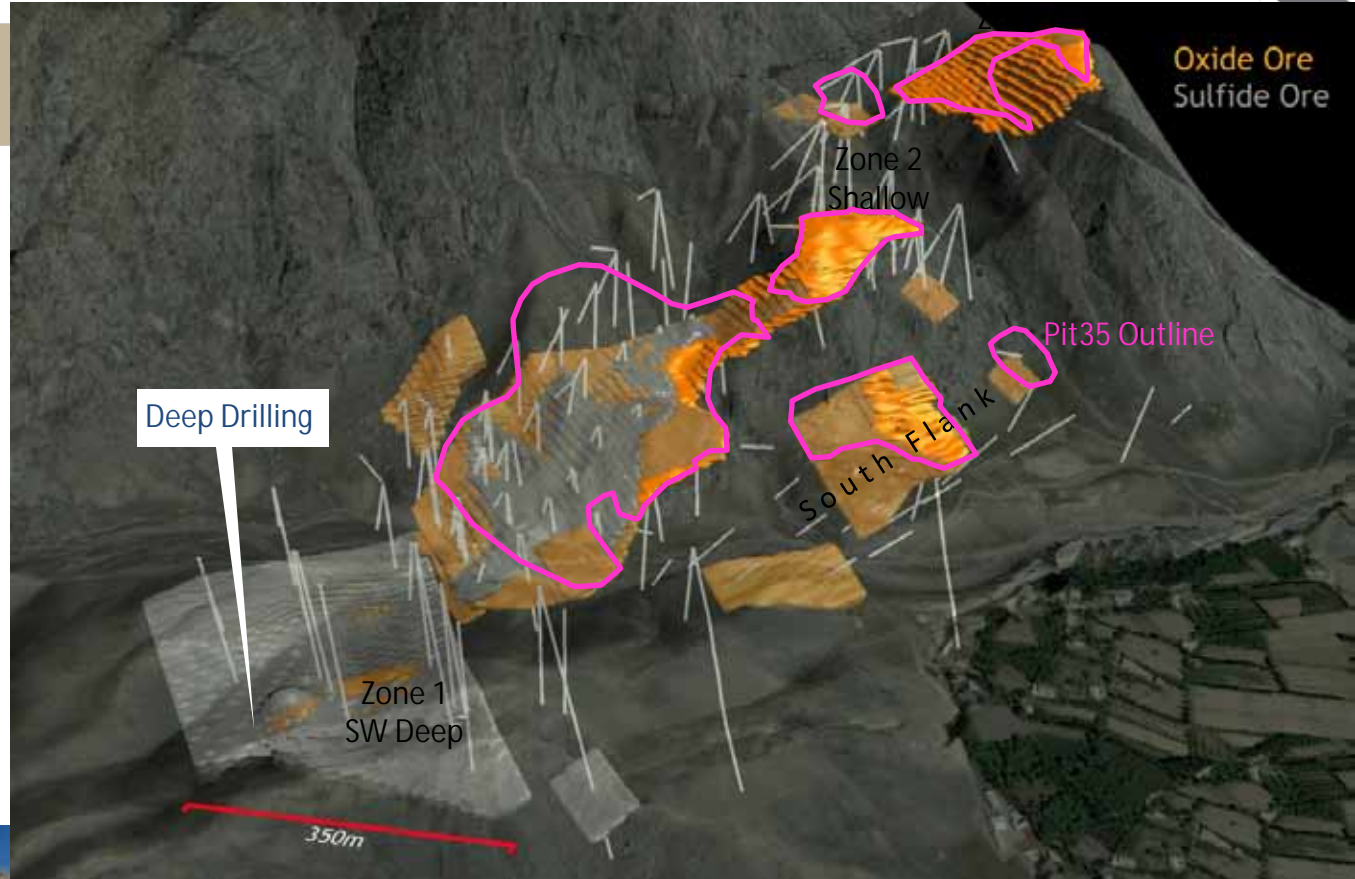 Oxide Ore
Sulfide Ore
Zone 2
Shallow
Pit35 Outline
Deep Drilling
South Flank
Zone 1
SW Deep
350m